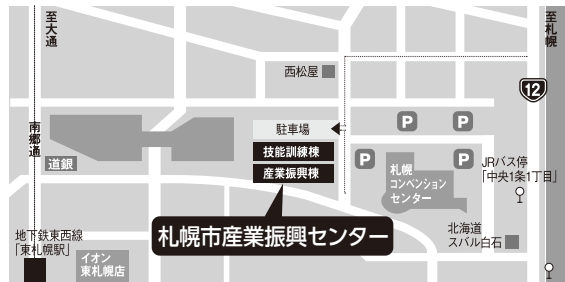 至大通
至札幌
西松屋
12
南郷通
駐車場
P
P
技能訓練棟
道銀
P
P
産業振興棟
札幌
コンベンション
センター
JRバス停
「中央1条1丁目」
札幌市産業振興センター
北海道
スバル白石
地下鉄東西線
「東札幌駅」
イオン
東札幌店